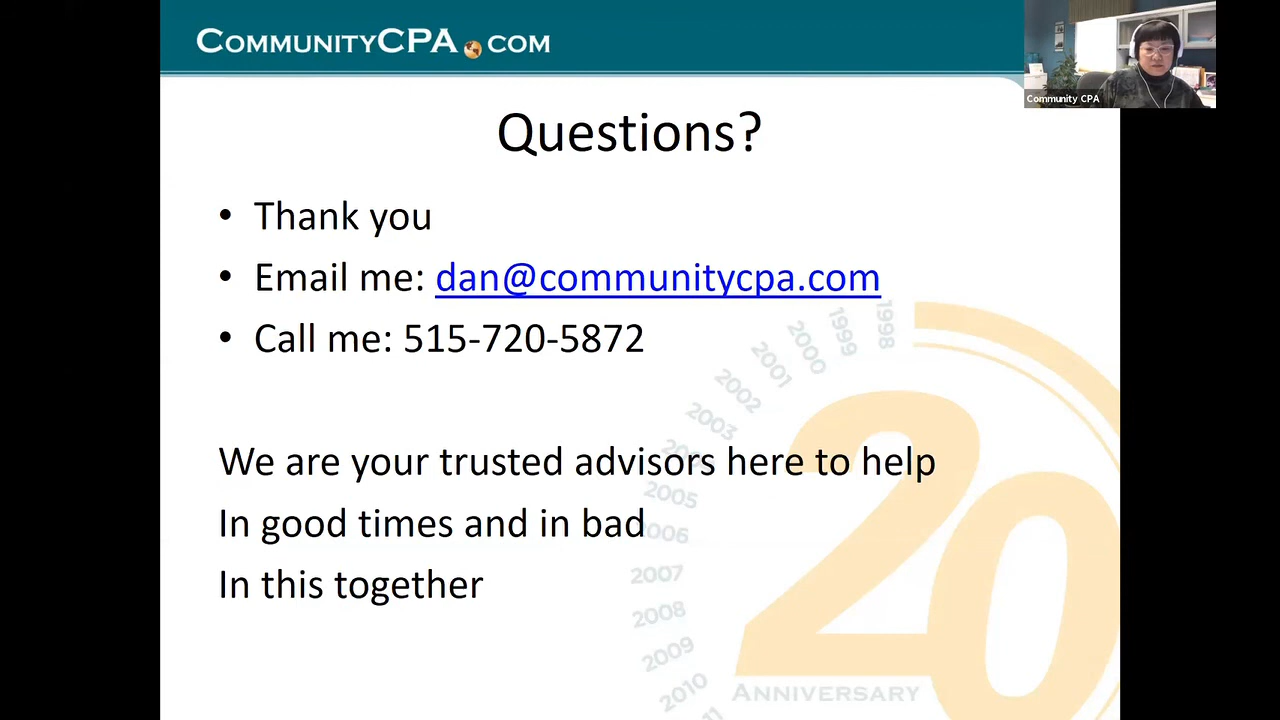 COMMUNITYCPA.COM
Community CPA
Questions?
• Thank you
• Email me: dan@communitycpa.com
• Call me: 515-720-5872
We are your trusted advisors here to help
In good times and in bad
In this together
1998
1999
2000
2001
2002
2003
2005
2006
2007
2008
2009
2010
20
ANNIVERSARY